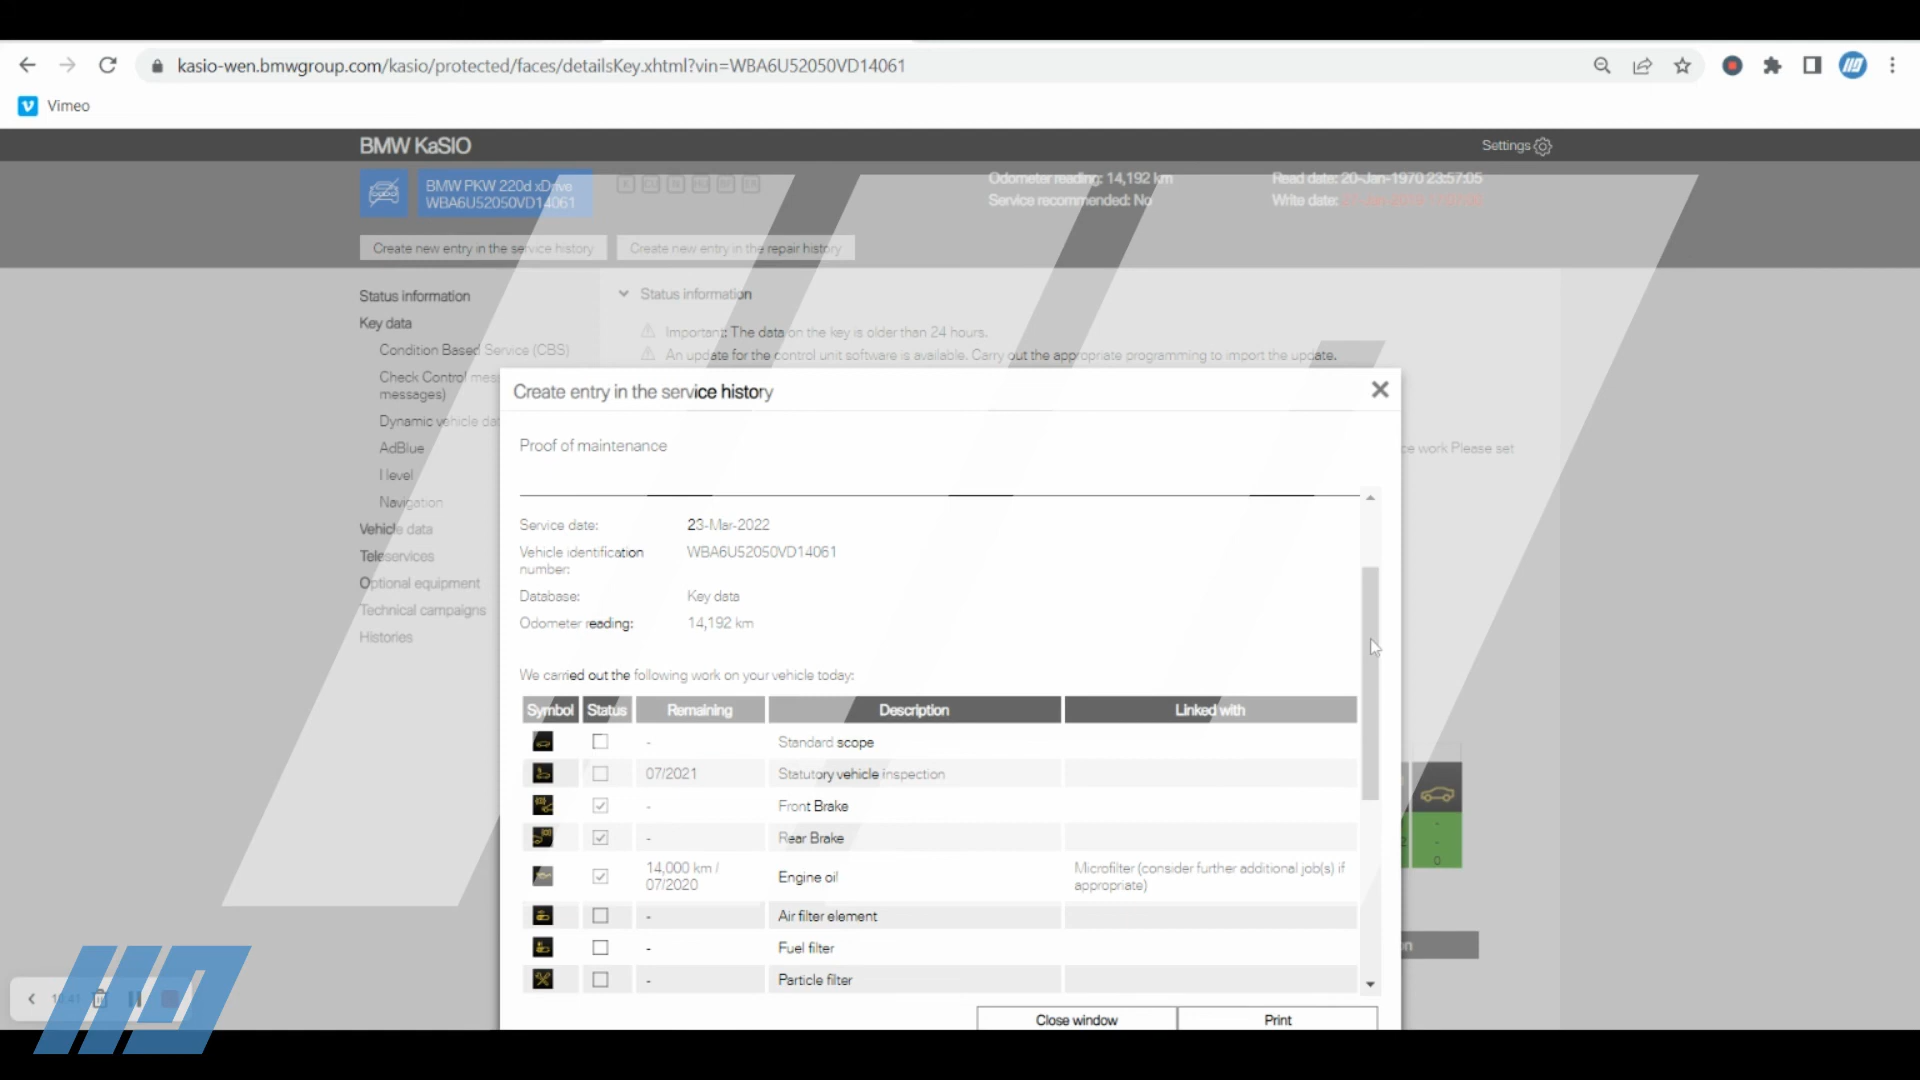 kasio-wen.bmwgroup.com/kasio/protected/faces/detailsKey.xhtml?vin=WBA6U52050VD14061
Vimeo
BMW KaSIO
Settings
BMW PKW 220d xDrive
WBA6U52050VD14061
Odometer reading: 14,192 km
Service recommended: No
Read date: 20-Jan-1970 23:57:05
Write date:
Create new entry in the service history
Create new entry in the repair history
Status information
Key data
Condition Based Service (CBS)
Check Control mess
messages)
Dynamic vehicle dat
AdBlue
I level
Navigation
Vehicle data
Teleservices
Optional equipment
Technical campaigns
Histories
Status information
Important: The data on the key is older than 24 hours.
An update for the control unit software is available. Carry out the appropriate programming to import the update.
ce work Please set
Create entry in the service history
Proof of maintenance
Service date: 23-Mar-2022
Vehicle identification number: WBA6U52050VD14061
Database: Key data
Odometer reading: 14,192 km
We carried out the following work on your vehicle today:
Symbol Status Remaining Description Linked with
- Standard scope
07/2021 Statutory vehicle inspection
- Front Brake
- Rear Brake
14,000 km / 07/2020 Engine oil Microfilter (consider further additional job(s) if appropriate)
- Air filter element
- Fuel filter
- Particle filter
Close window
Print
on